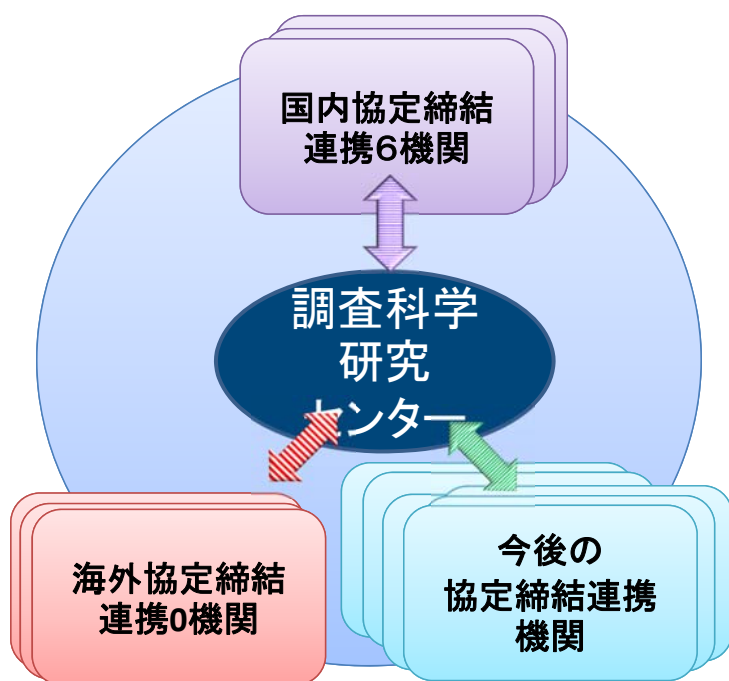 国内協定締結
連携6機関
調査科学
研究
センター
海外協定締結
連携0機関
今後の
協定締結連携
機関